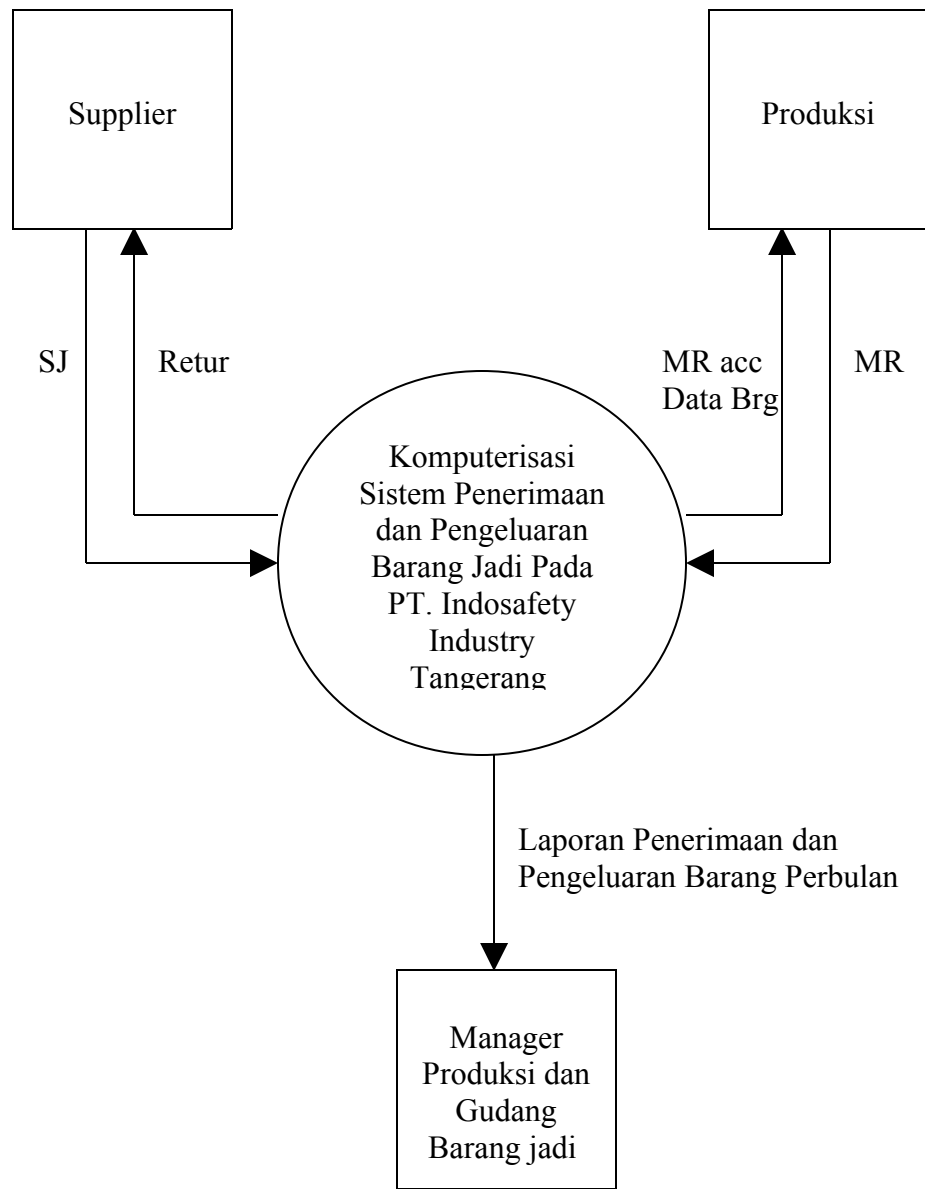 Supplier
Produksi
SJ
Retur
MR acc
Data Brg
MR
Komputerisasi
Sistem Penerimaan
dan Pengeluaran
Barang Jadi Pada
PT. Indosafety
Industry
Tangerang
Laporan Penerimaan dan
Pengeluaran Barang Perbulan
Manager
Produksi dan
Gudang
Barang jadi